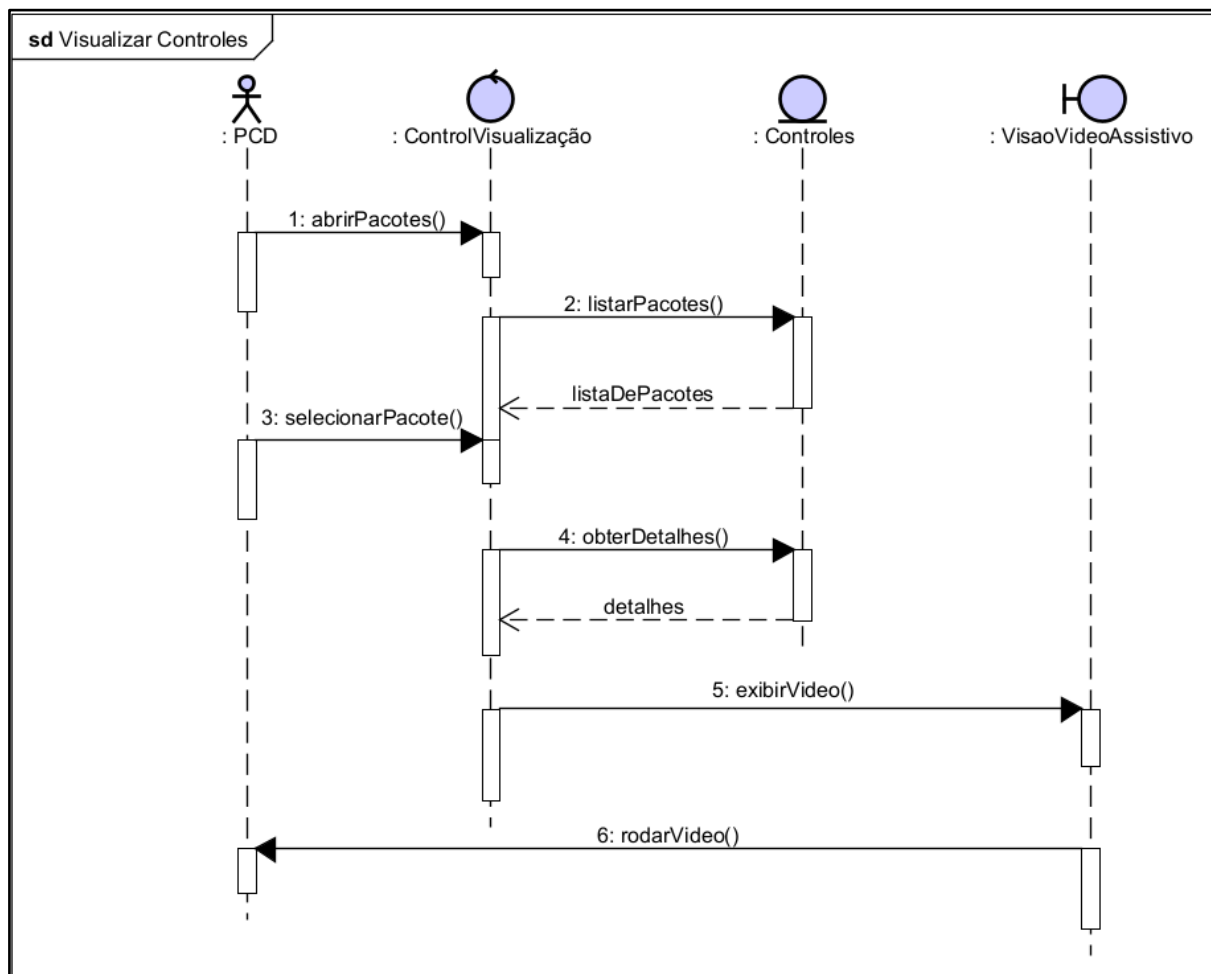 sd Visualizar Controles
: PCD
: ControlVisualização
: Controles
: VisaoVideoAssistivo
1: abrirPacotes()
2: listarPacotes()
listaDePacotes
3: selecionarPacote()
4: obterDetalhes()
detalhes
5: exibirVideo()
6: rodarVideo()